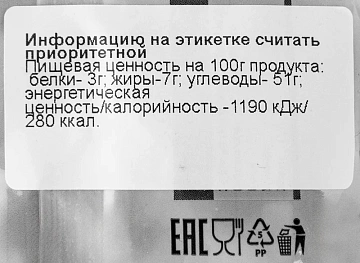 Информацию на этикетке считать
приоритетной
Пищевая ценность на 100г продукта:
белки- 3г; жиры-7г; углеводы- 51г;
энергетическая
ценность/калорийность -1190 кДж/
280 ккал.
EAC 5
PP